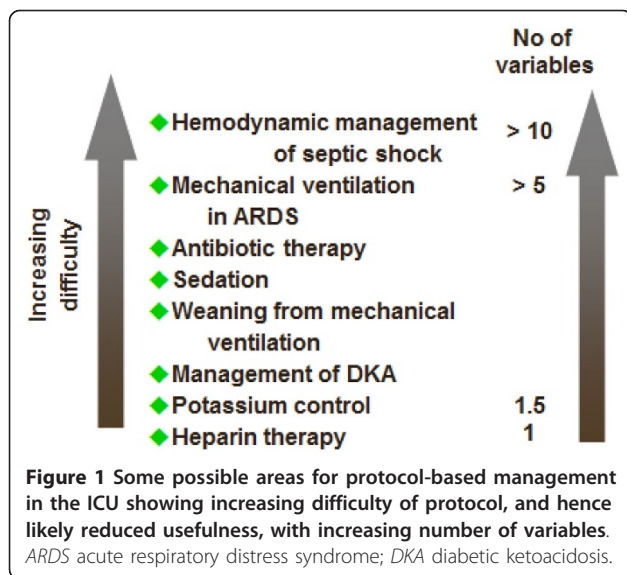 No of
variables
Increasing
difficulty
◆Hemodynamic management
of septic shock
> 10
◆Mechanical ventilation
in ARDS
> 5
◆Antibiotic therapy
◆Sedation
◆Weaning from mechanical
ventilation
◆Management of DKA
◆Potassium control 1.5
◆Heparin therapy 1
Figure 1 Some possible areas for protocol-based management
in the ICU showing increasing difficulty of protocol, and hence
likely reduced usefulness, with increasing number of variables.
ARDS acute respiratory distress syndrome; DKA diabetic ketoacidosis.